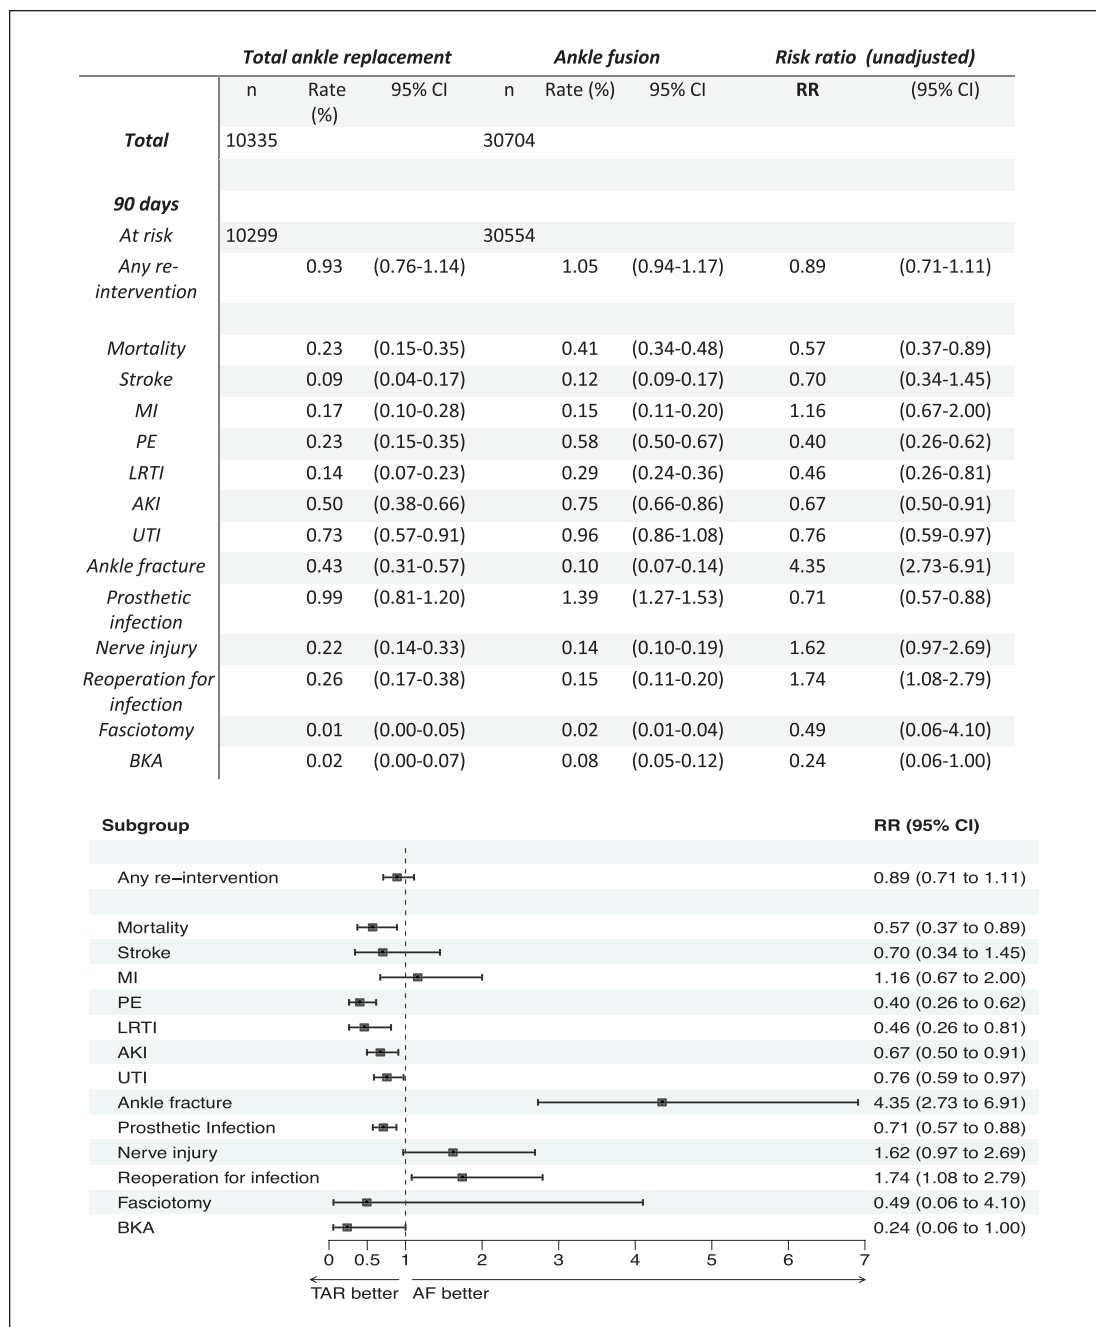 Total ankle replacement Ankle fusion Risk ratio (unadjusted)
n Rate (%) 95% CI n Rate (%) 95% CI RR (95% CI)
Total 10335 30704
90 days
At risk 10299 30554
Any re-intervention 0.93 (0.76-1.14) 1.05 (0.94-1.17) 0.89 (0.71-1.11)
Mortality 0.23 (0.15-0.35) 0.41 (0.34-0.48) 0.57 (0.37-0.89)
Stroke 0.09 (0.04-0.17) 0.12 (0.09-0.17) 0.70 (0.34-1.45)
MI 0.17 (0.10-0.28) 0.15 (0.11-0.20) 1.16 (0.67-2.00)
PE 0.23 (0.15-0.35) 0.58 (0.50-0.67) 0.40 (0.26-0.62)
LRTI 0.14 (0.07-0.23) 0.29 (0.24-0.36) 0.46 (0.26-0.81)
AKI 0.50 (0.38-0.66) 0.75 (0.66-0.86) 0.67 (0.50-0.91)
UTI 0.73 (0.57-0.91) 0.96 (0.86-1.08) 0.76 (0.59-0.97)
Ankle fracture 0.43 (0.31-0.57) 0.10 (0.07-0.14) 4.35 (2.73-6.91)
Prosthetic infection 0.99 (0.81-1.20) 1.39 (1.27-1.53) 0.71 (0.57-0.88)
Nerve injury 0.22 (0.14-0.33) 0.14 (0.10-0.19) 1.62 (0.97-2.69)
Reoperation for infection 0.26 (0.17-0.38) 0.15 (0.11-0.20) 1.74 (1.08-2.79)
Fasciotomy 0.01 (0.00-0.05) 0.02 (0.01-0.04) 0.49 (0.06-4.10)
BKA 0.02 (0.00-0.07) 0.08 (0.05-0.12) 0.24 (0.06-1.00)
Subgroup RR (95% CI)
Any re–intervention 0.89 (0.71 to 1.11)
Mortality 0.57 (0.37 to 0.89)
Stroke 0.70 (0.34 to 1.45)
MI 1.16 (0.67 to 2.00)
PE 0.40 (0.26 to 0.62)
LRTI 0.46 (0.26 to 0.81)
AKI 0.67 (0.50 to 0.91)
UTI 0.76 (0.59 to 0.97)
Ankle fracture 4.35 (2.73 to 6.91)
Prosthetic Infection 0.71 (0.57 to 0.88)
Nerve injury 1.62 (0.97 to 2.69)
Reoperation for infection 1.74 (1.08 to 2.79)
Fasciotomy 0.49 (0.06 to 4.10)
BKA 0.24 (0.06 to 1.00)
0 0.5 1 2 3 4 5 6 7
TAR better AF better